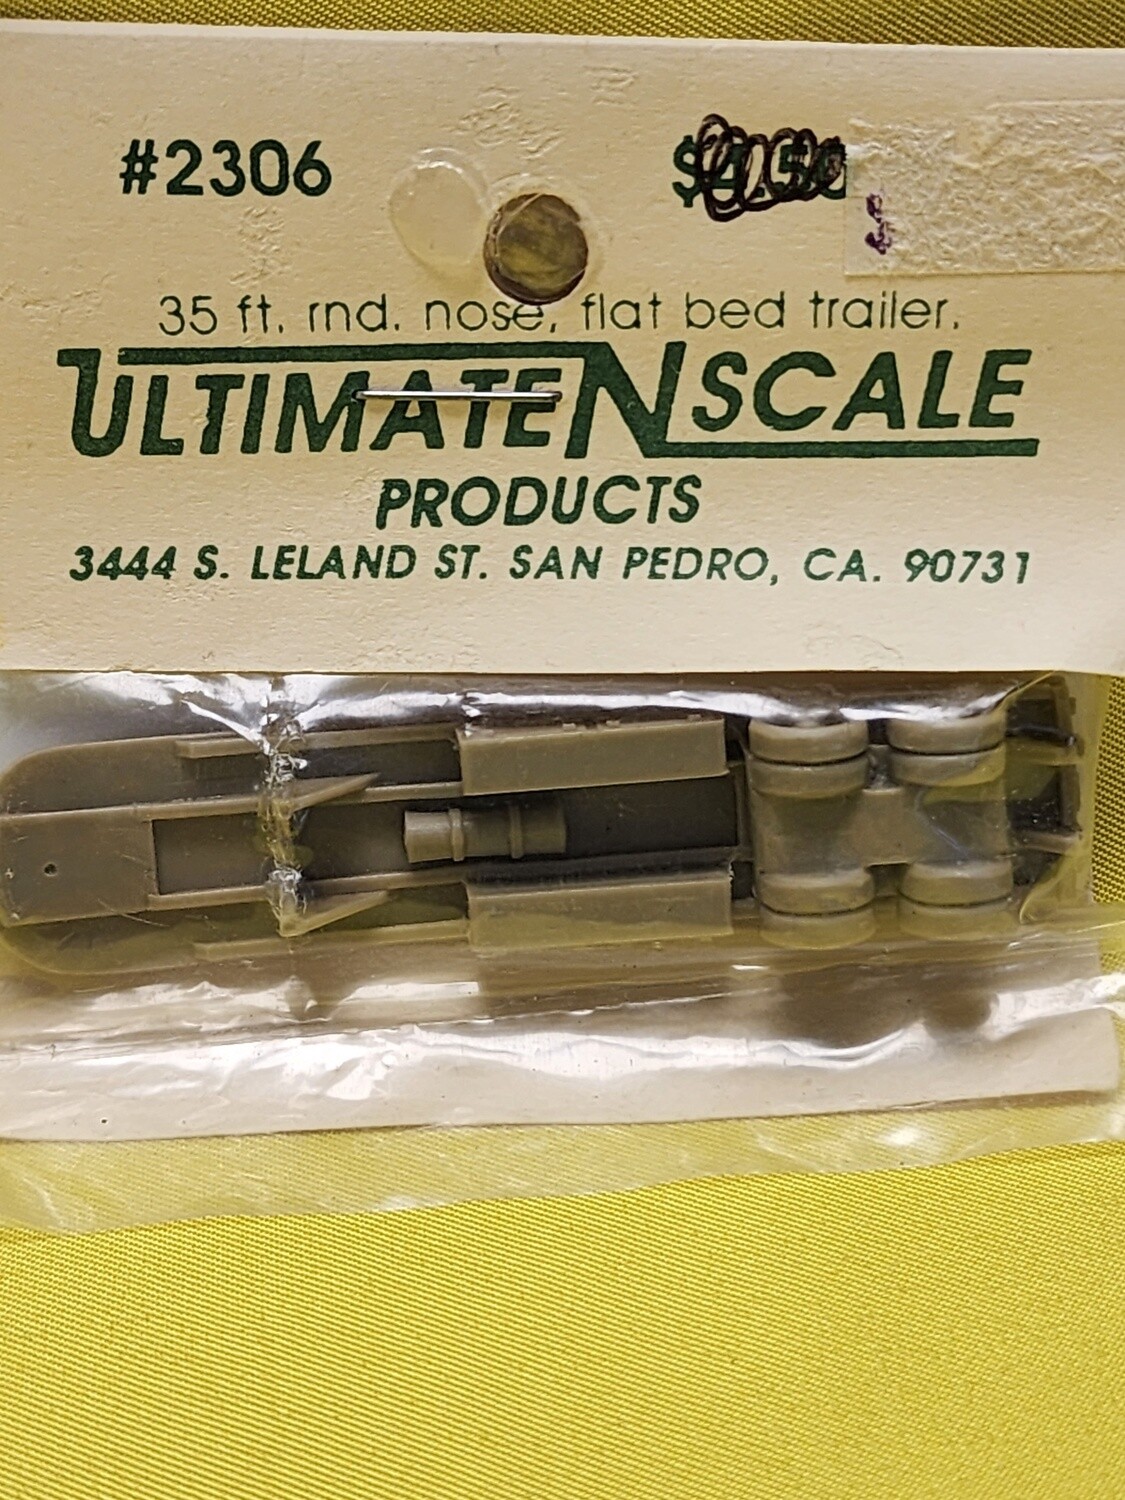 #2306
35 ft. rnd. nose, flat bed trailer.
ULTIMATE N SCALE
PRODUCTS
3444 S. LELAND ST. SAN PEDRO, CA. 90731